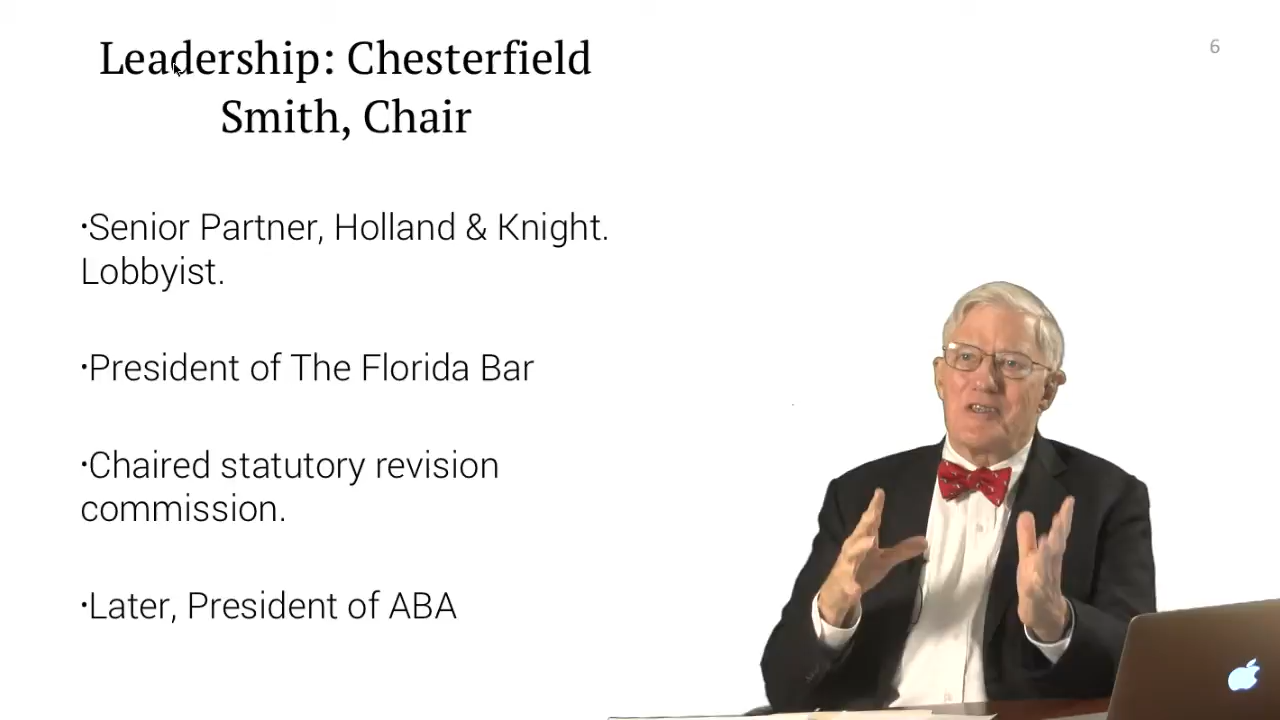 Leadership: Chesterfield
Smith, Chair
6
•Senior Partner, Holland & Knight.
Lobbyist.
•President of The Florida Bar
•Chaired statutory revision
commission.
•Later, President of ABA